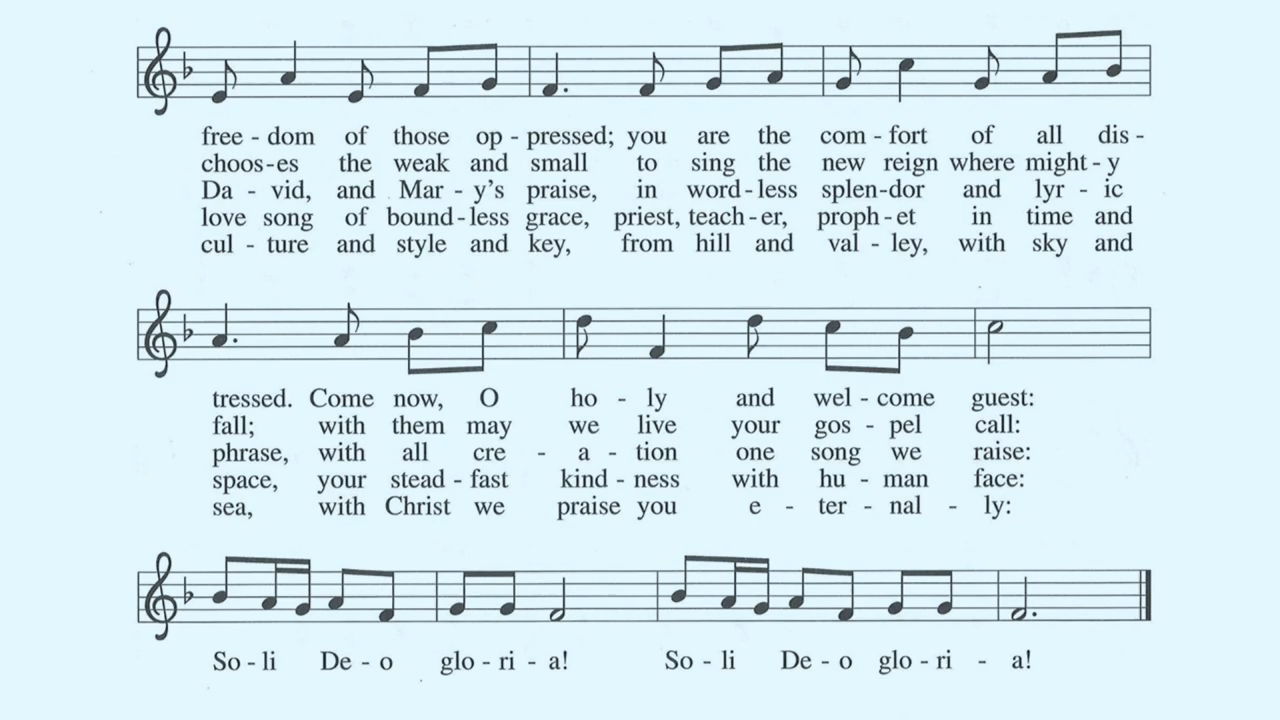 free - dom of those op - pressed; you are the com - fort of all dis -
choos - es the weak and small to sing the new reign where might - y
Da - vid, and Mar - y's praise, in word - less splen - dor and lyr - ic
love song of bound - less grace, priest, teach - er, proph - et in time and
cul - ture and style and key, from hill and val - ley, with sky and
tressed. Come now, O ho - ly and wel - come guest:
fall; with them may we live your gos - pel call:
phrase, with all cre - a - tion one song we raise:
space, your stead - fast kind - ness with hu - man face:
sea, with Christ we praise you e - ter - nal - ly:
So - li De - o glo - ri - a! So - li De - o glo - ri - a!